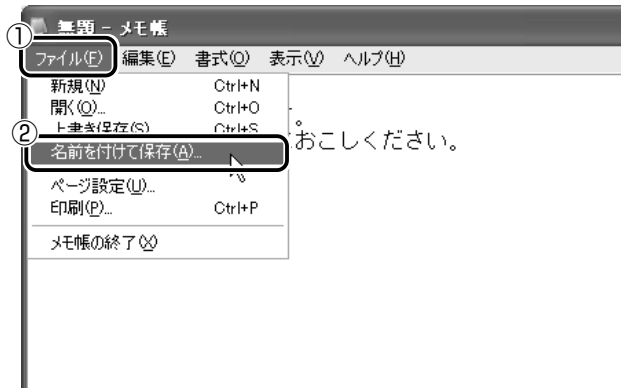 無題 - メモ帳
①
ファイル(F) 編集(E) 書式(O) 表示(V) ヘルプ(H)
新規(N) Ctrl+N
開く(O)... Ctrl+O
上書き保存(S) Ctrl+S
。
②
名前を付けて保存(A)...
おこしください。
ページ設定(U)...
印刷(P)... Ctrl+P
メモ帳の終了(X)